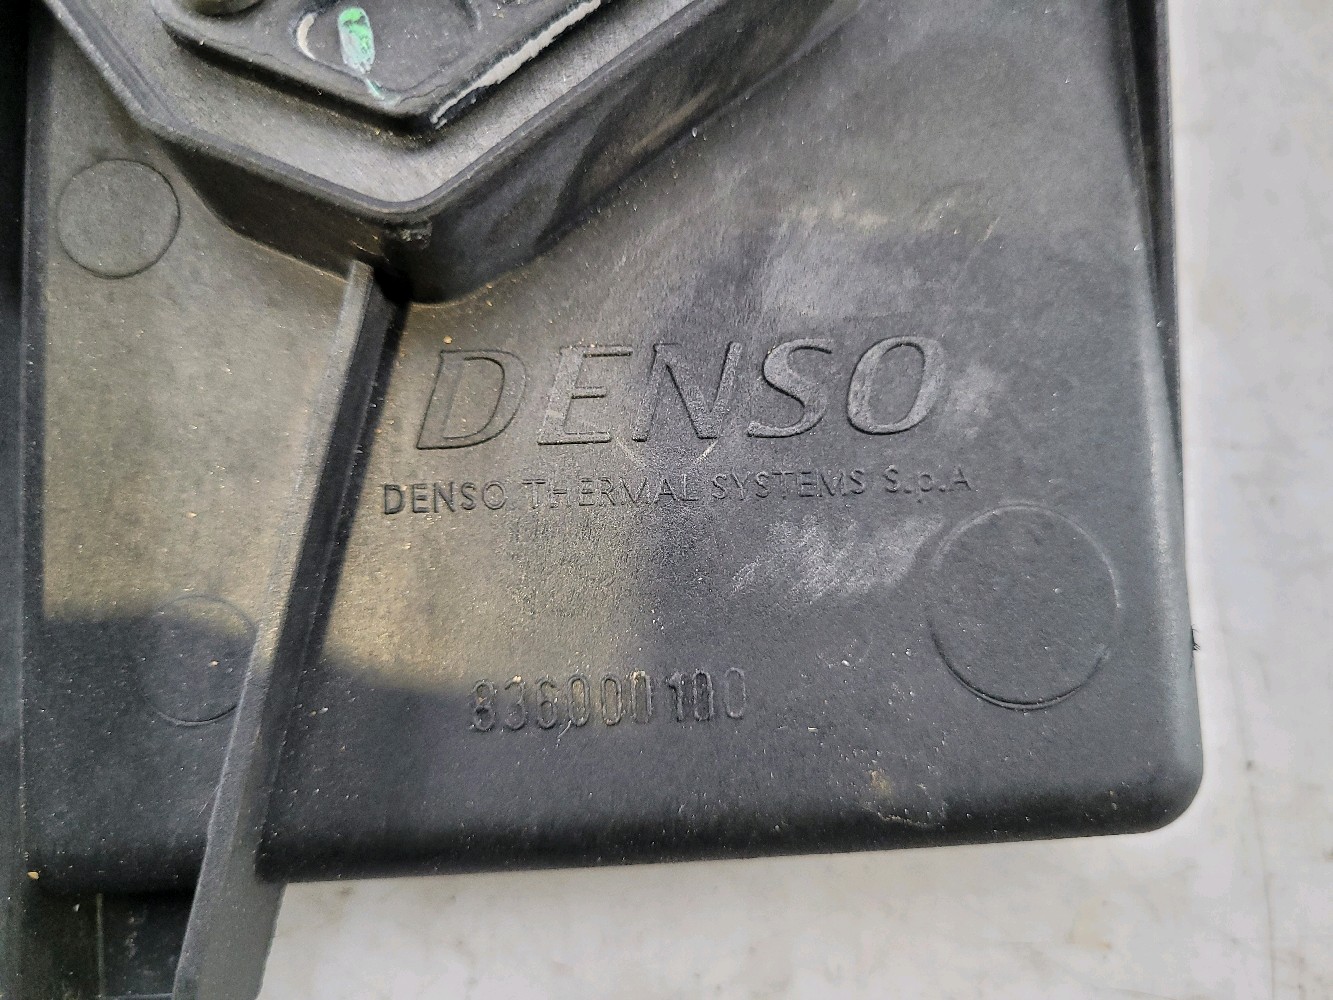 DENSO
DENSO THERMAL SYSTEMS S.p.A
836000100